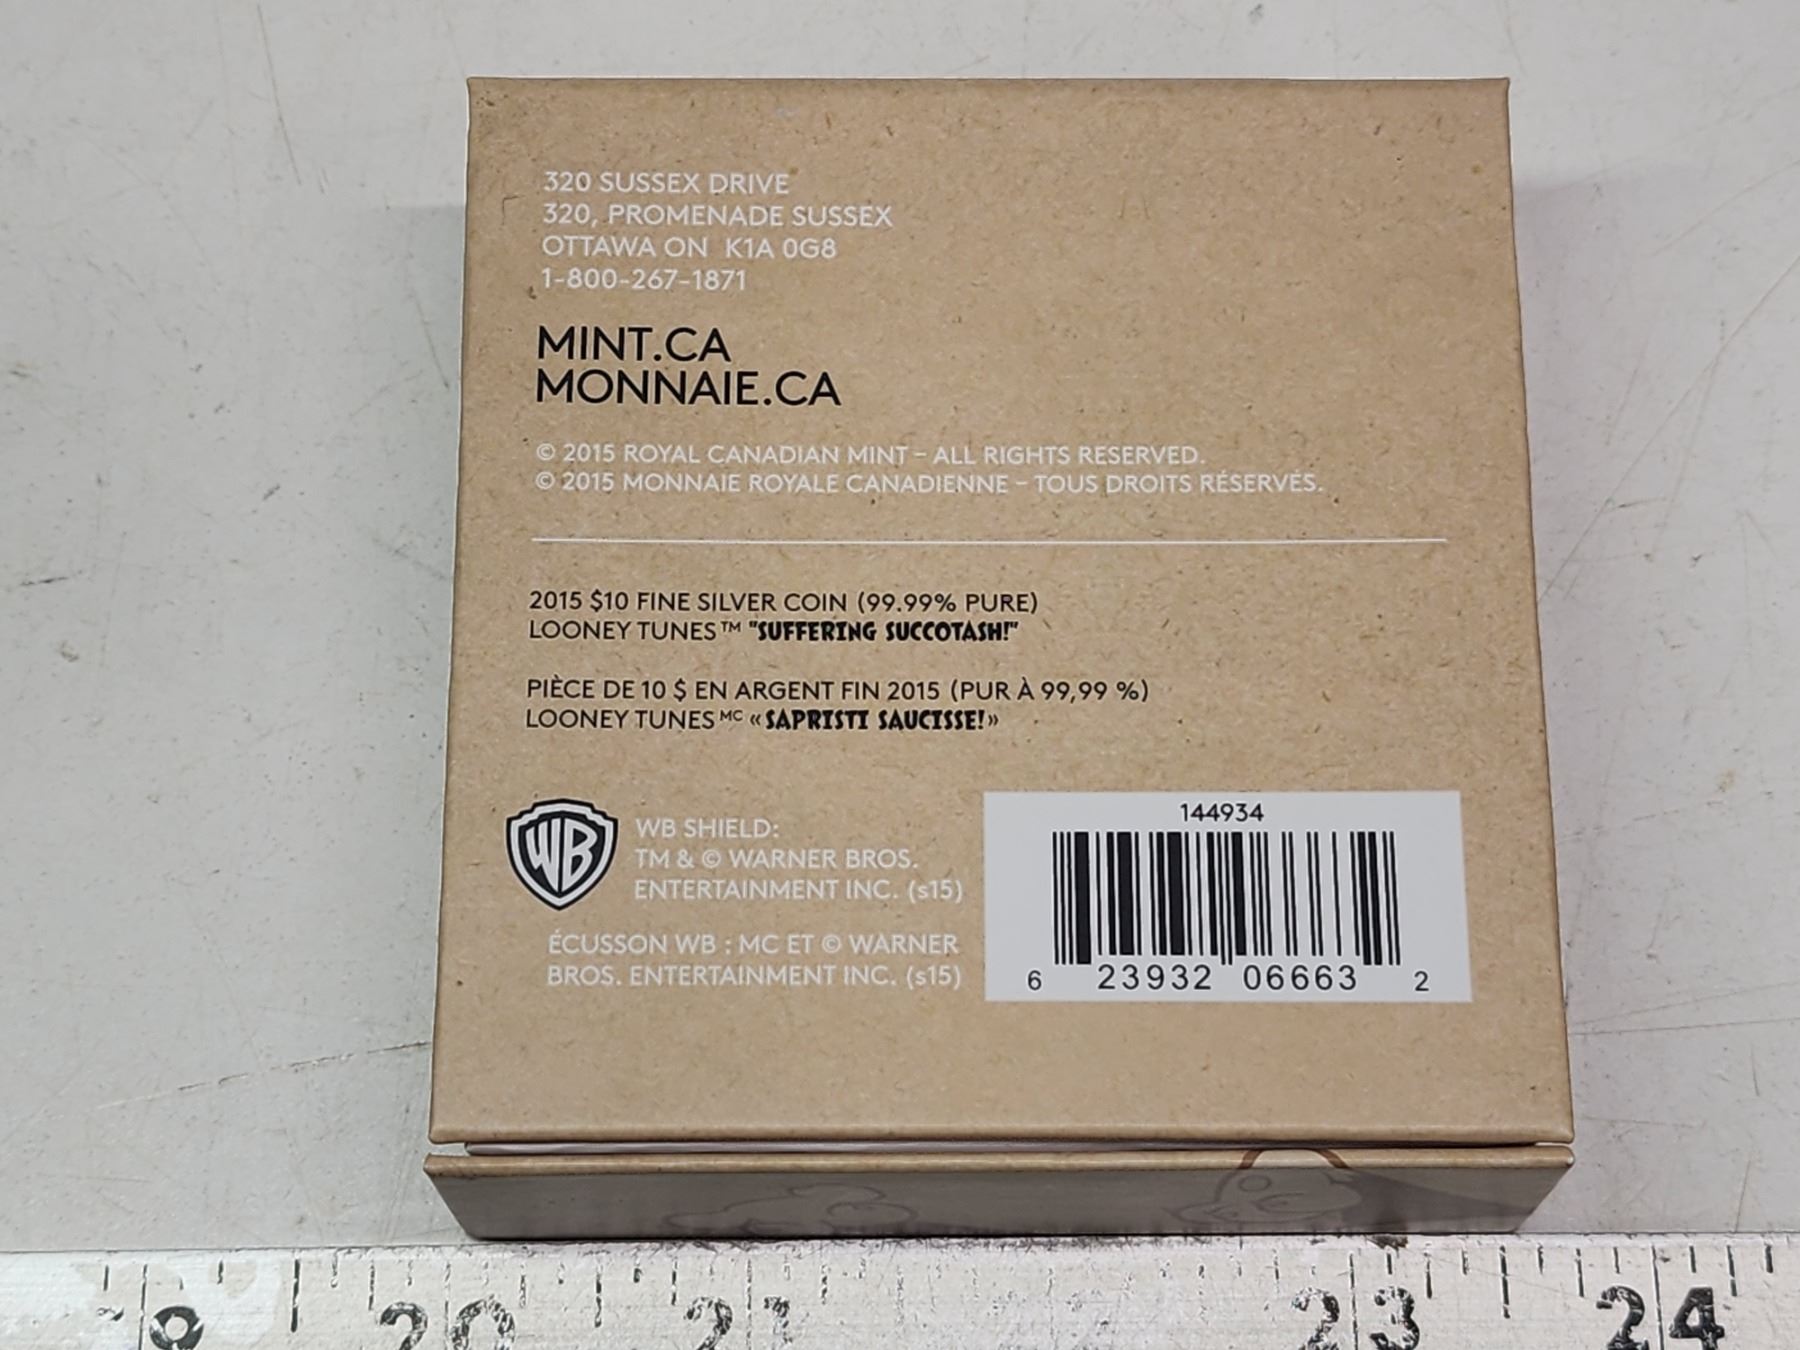 320 SUSSEX DRIVE
320, PROMENADE SUSSEX
OTTAWA ON K1A 0G8
1-800-267-1871
MINT.CA
MONNAIE.CA
© 2015 ROYAL CANADIAN MINT – ALL RIGHTS RESERVED.
© 2015 MONNAIE ROYALE CANADIENNE – TOUS DROITS RÉSERVÉS.
2015 $10 FINE SILVER COIN (99.99% PURE)
LOONEY TUNES™ "SUFFERING SUCCOTASH!"
PIÈCE DE 10 $ EN ARGENT FIN 2015 (PUR À 99,99 %)
LOONEY TUNES MC « SAPRISTI SAUCISSE! »
WB
WB SHIELD:
TM & © WARNER BROS.
ENTERTAINMENT INC. (s15)
ÉCUSSON WB : MC ET © WARNER
BROS. ENTERTAINMENT INC. (s15)
144934
6 23932 06663 2
20 21 23 24